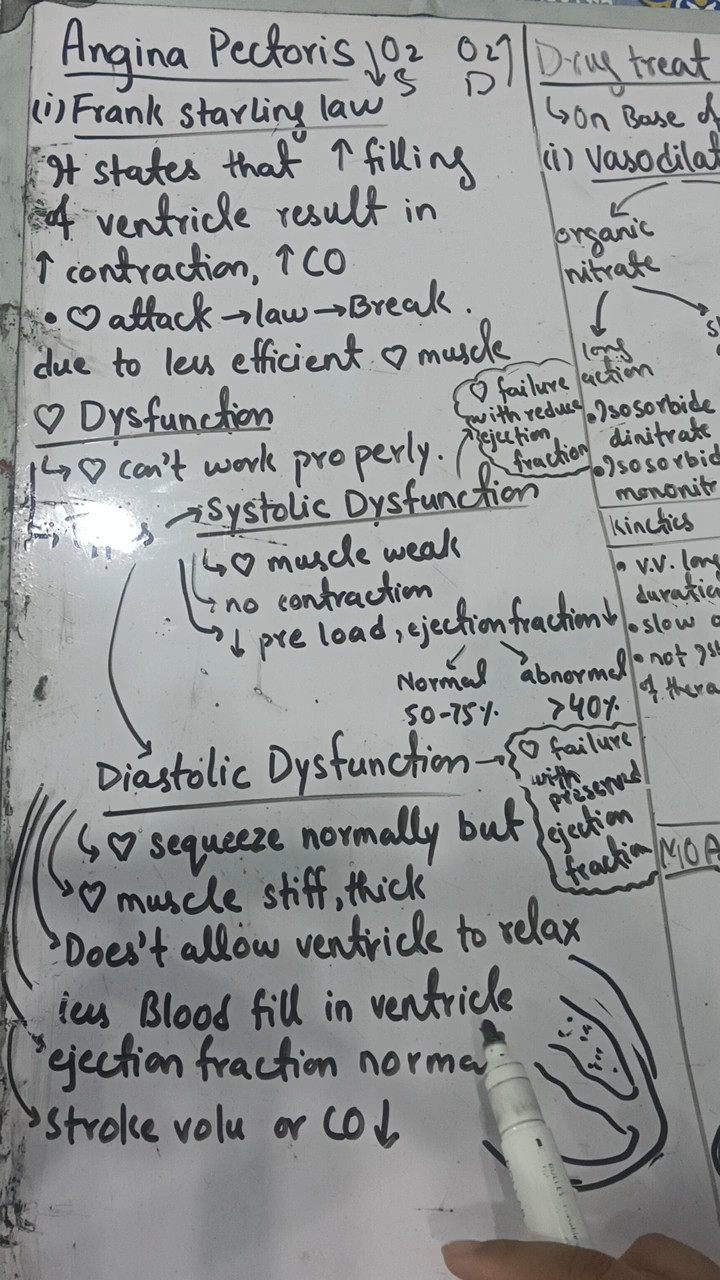 Angina Pectoris ↓O2 O2↑
S D
(i) Frank starling law
It states that ↑ filling
of ventricle result in
↑ contraction, ↑ CO
• ♡ attack → law → Break.
due to less efficient ♡ muscle
♡ Dysfunction
↳ ♡ can't work properly.
♡ failure
with reduce
ejection
fraction
→ Systolic Dysfunction
↳ ♡ muscle weak
↳ no contraction
↳ ↓ pre load, ejection fraction ↓
Normal abnormal
50-75% >40%
Diastolic Dysfunction →
♡ failure
with
preserved
ejection
fraction
↳ ♡ sequeeze normally but
↳ ♡ muscle stiff, thick
Does't allow ventricle to relax
less Blood fill in ventricle
ejection fraction norma
stroke volu or CO↓
Drug treat
↳ On Base of
(i) Vasodilat
organic
nitrate
long
action
• Isosorbide
dinitrate
• Isosorbid
mononitr
kinetics
• v.v. long
duratio
• slow o
• not 1st
of thera
MOA